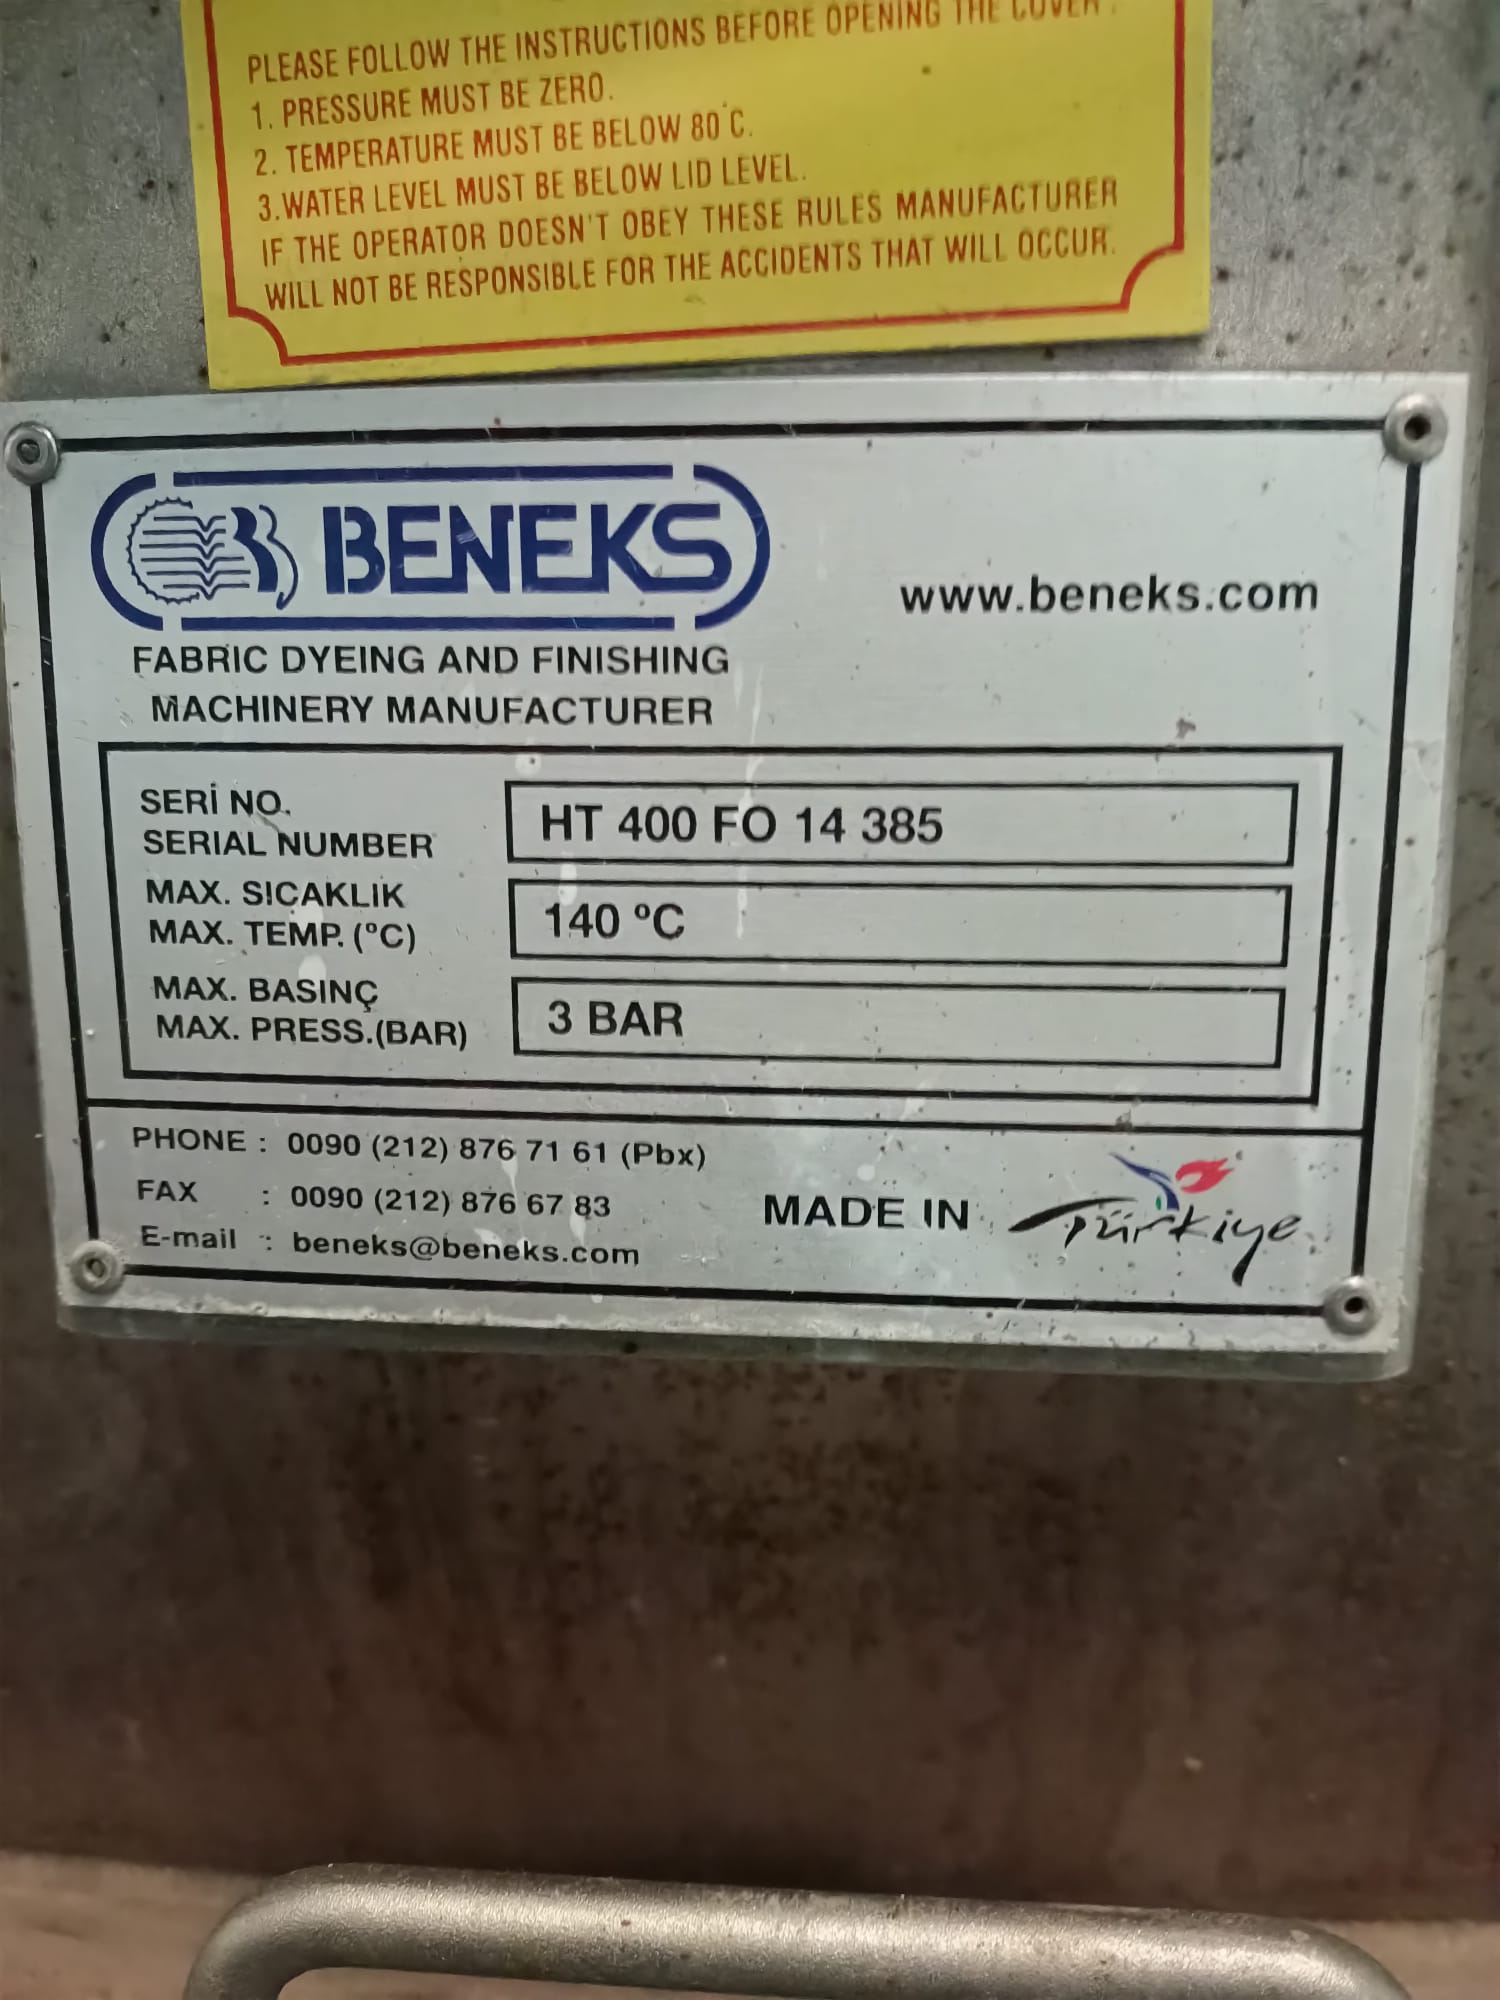 PLEASE FOLLOW THE INSTRUCTIONS BEFORE OPENING THE COVER.
1. PRESSURE MUST BE ZERO.
2. TEMPERATURE MUST BE BELOW 80°C.
3.WATER LEVEL MUST BE BELOW LID LEVEL.
IF THE OPERATOR DOESN'T OBEY THESE RULES MANUFACTURER
WILL NOT BE RESPONSIBLE FOR THE ACCIDENTS THAT WILL OCCUR.
BENEKS
www.beneks.com
FABRIC DYEING AND FINISHING
MACHINERY MANUFACTURER
SERİ NO.
SERIAL NUMBER
HT 400 FO 14 385
MAX. SICAKLIK
MAX. TEMP. (ºC)
140 ºC
MAX. BASINÇ
MAX. PRESS.(BAR)
3 BAR
PHONE : 0090 (212) 876 71 61 (Pbx)
FAX : 0090 (212) 876 67 83
E-mail : beneks@beneks.com
MADE IN Türkiye